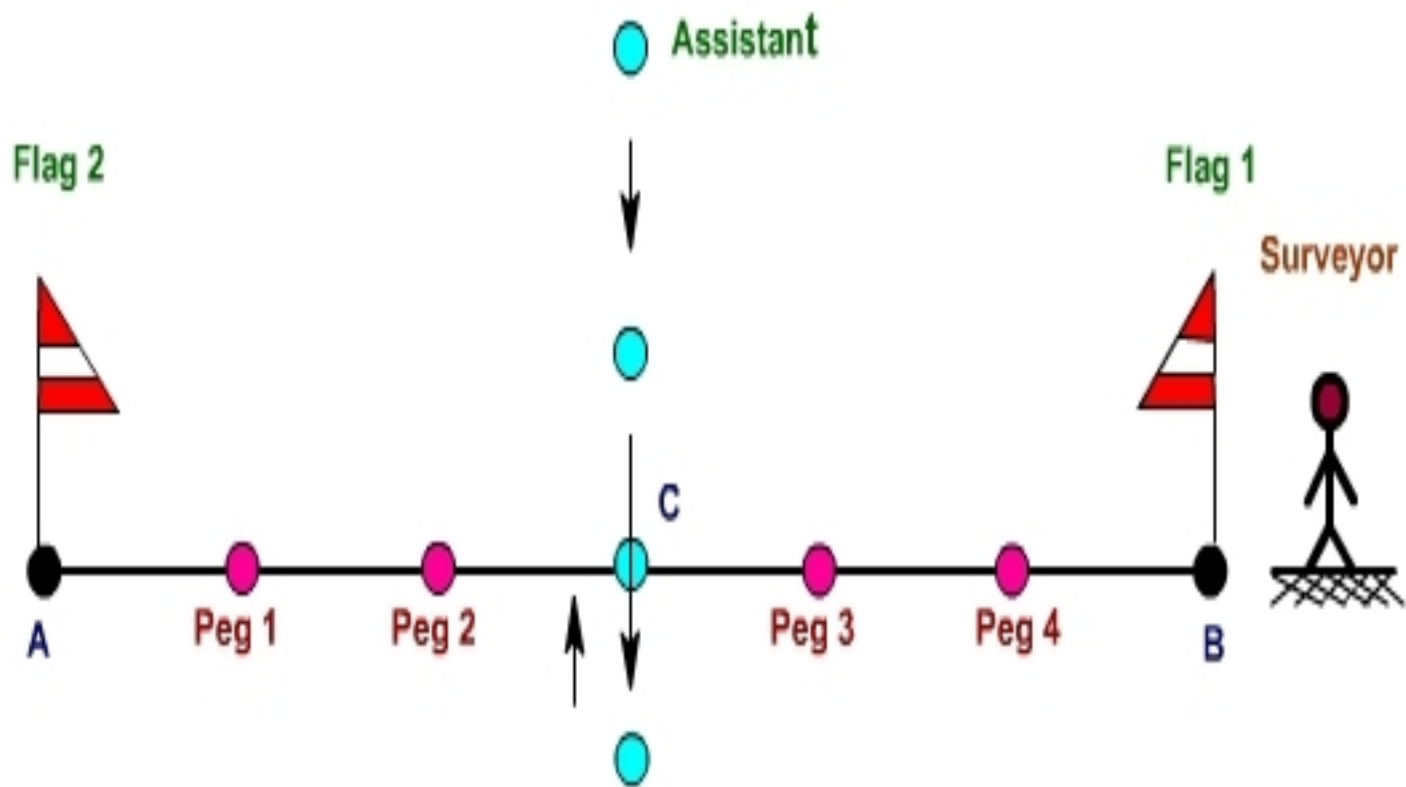 Assistant
Flag 2
Flag 1
Surveyor
C
Peg 1
Peg 2
Peg 3
Peg 4
A
B